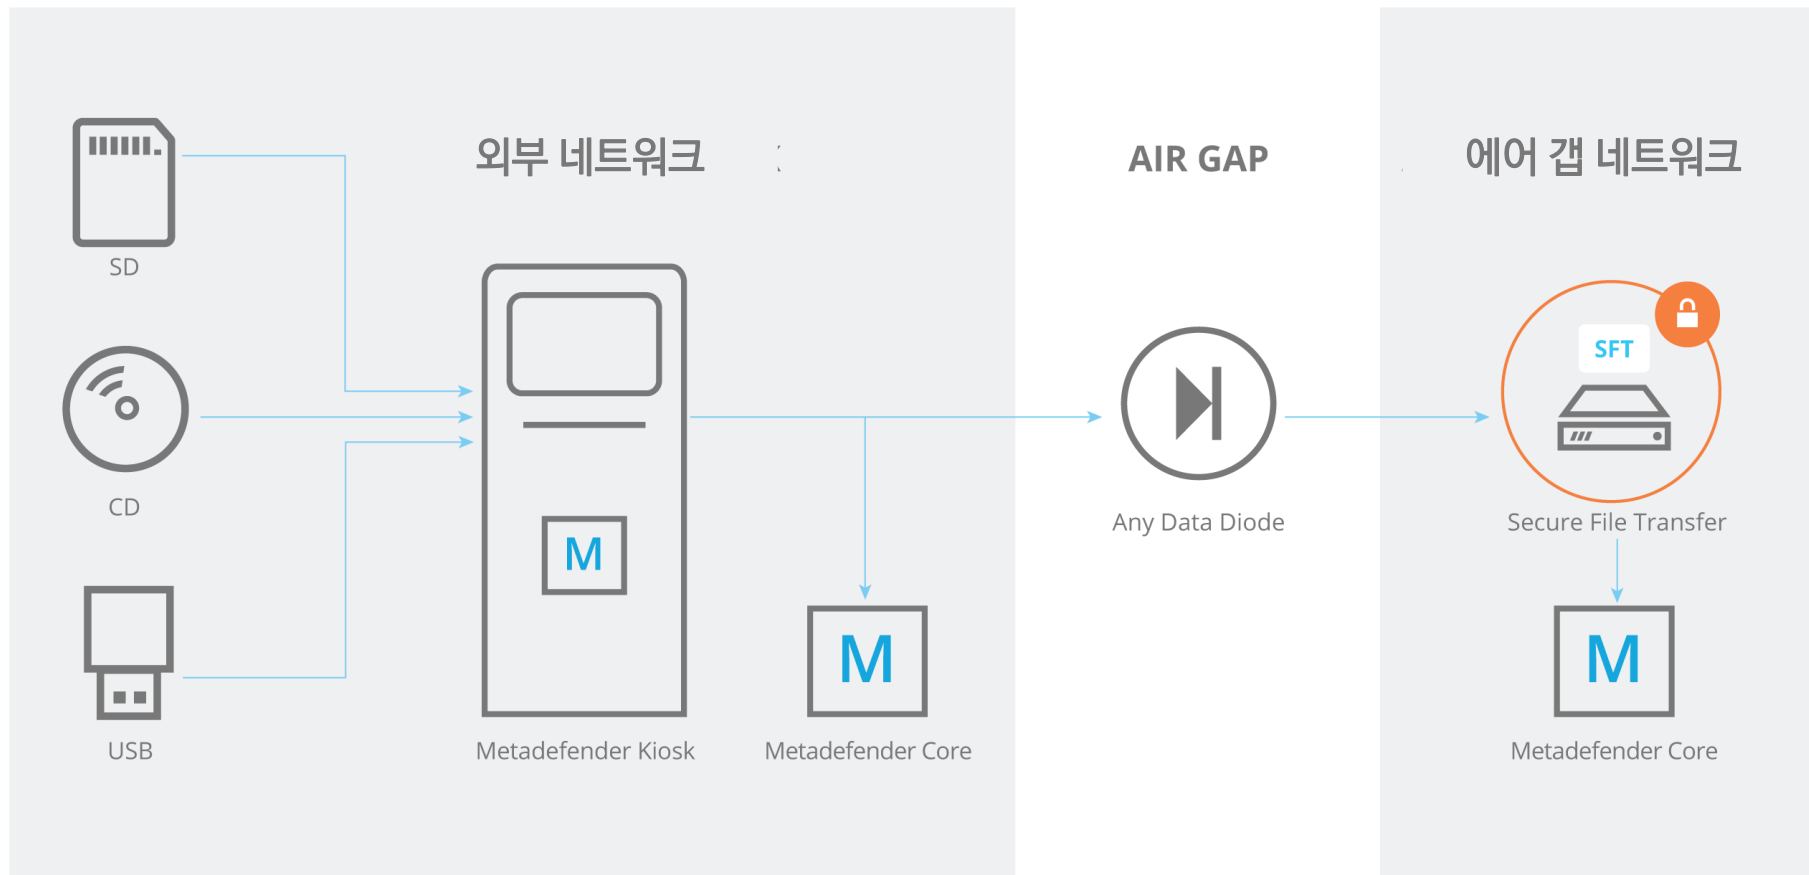 외부 네트워크
AIR GAP
에어 갭 네트워크
SD
CD
USB
M
Metadefender Kiosk
M
Metadefender Core
Any Data Diode
SFT
Secure File Transfer
M
Metadefender Core